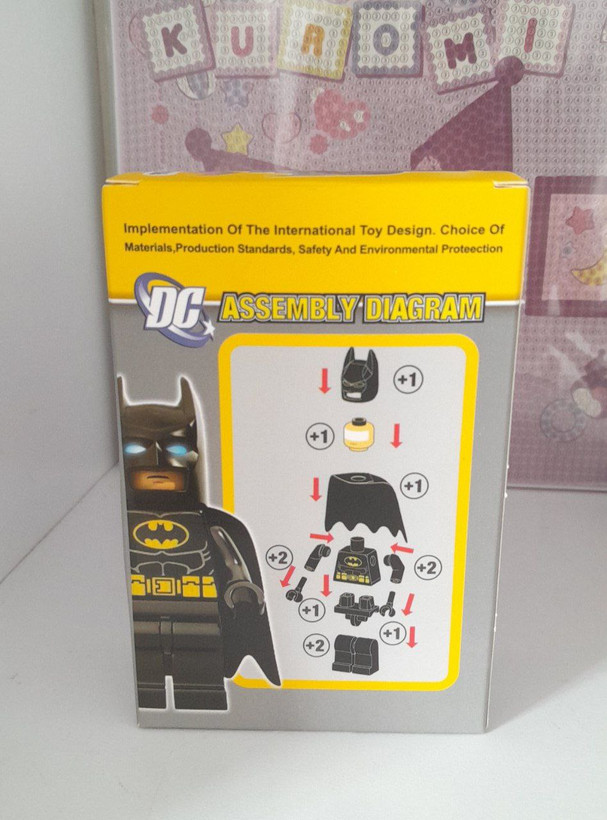 KUROMI
Implementation Of The International Toy Design. Choice Of
Materials,Production Standards, Safety And Environmental Proteection
DC ASSEMBLY DIAGRAM
+1
+1
+1
+2
+2
+1
+1
+2